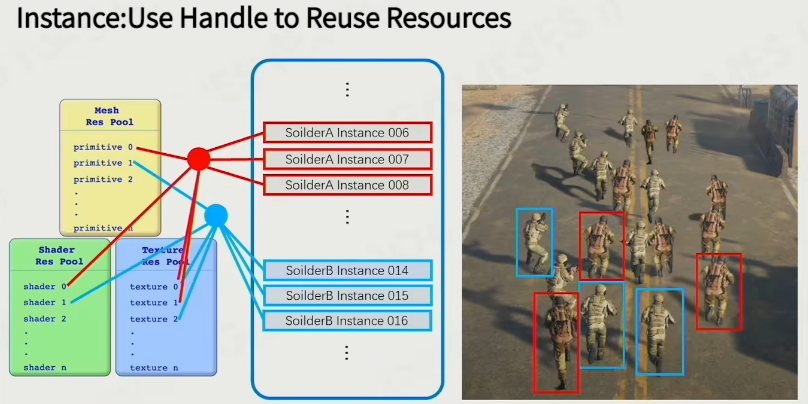 Instance:Use Handle to Reuse Resources
Mesh
Res Pool
primitive 0
primitive 1
primitive 2
.
.
.
primitive n
Shader
Res Pool
shader 0
shader 1
shader 2
.
.
.
shader n
Texture
Res Pool
texture 0
texture 1
texture 2
.
.
.
texture n
⋮
SoilderA Instance 006
SoilderA Instance 007
SoilderA Instance 008
⋮
SoilderB Instance 014
SoilderB Instance 015
SoilderB Instance 016
⋮